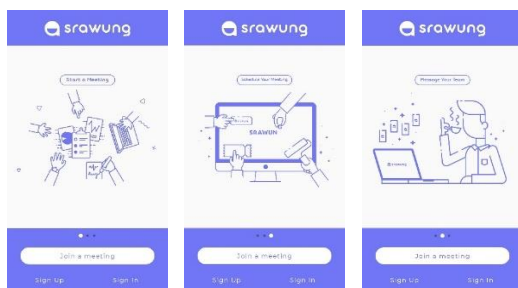 srawung
Start a Meeting
Join a meeting
Sign Up Sign In
srawung
Schedule Your Meeting
SRAWUN
Join a meeting
Sign Up Sign In
srawung
Manage Your Team
srawung
Join a meeting
Sign Up Sign In